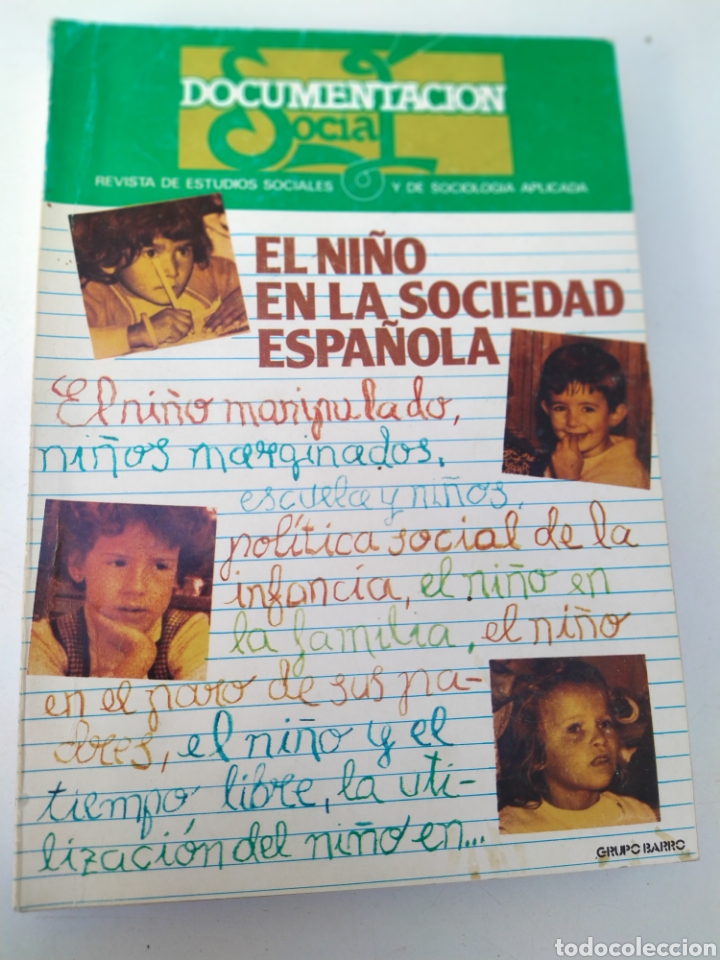 DOCUMENTACION
Social
REVISTA DE ESTUDIOS SOCIALES Y DE SOCIOLOGIA APLICADA
EL NIÑO
EN LA SOCIEDAD
ESPAÑOLA
El niño manipulado,
niños marginados,
escuela y niños,
política social de la
infancia, el niño en
la familia, el niño
en el paro de sus pa-
dres, el niño y el
tiempo libre, la uti-
lización del niño en...
GRUPO BARRO
todocoleccion